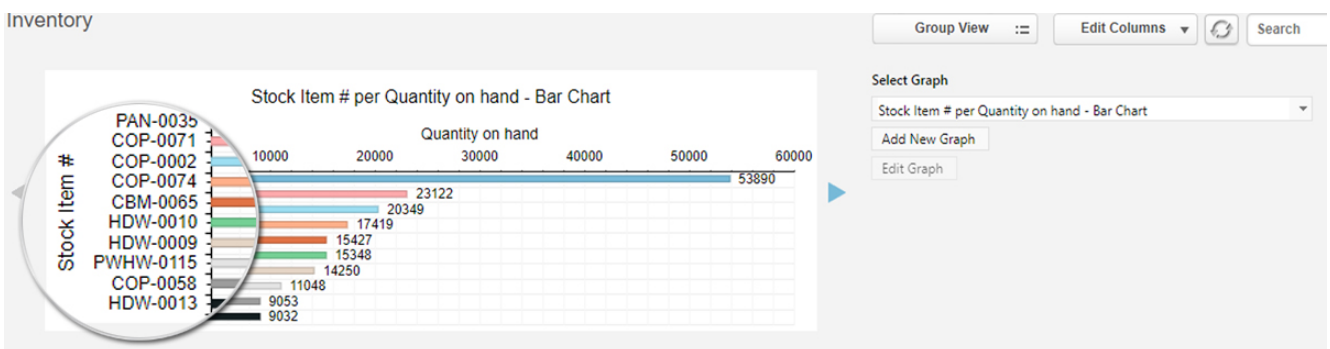 Inventory
Group View
Edit Columns
Search
Select Graph
Stock Item # per Quantity on hand - Bar Chart
Add New Graph
Edit Graph
Stock Item # per Quantity on hand - Bar Chart
Quantity on hand
10000 20000 30000 40000 50000 60000
Stock Item #
PAN-0035
COP-0071
COP-0002
COP-0074
CBM-0065
HDW-0010
HDW-0009
PWHW-0115
COP-0058
HDW-0013
53890
23122
20349
17419
15427
15348
14250
11048
9053
9032